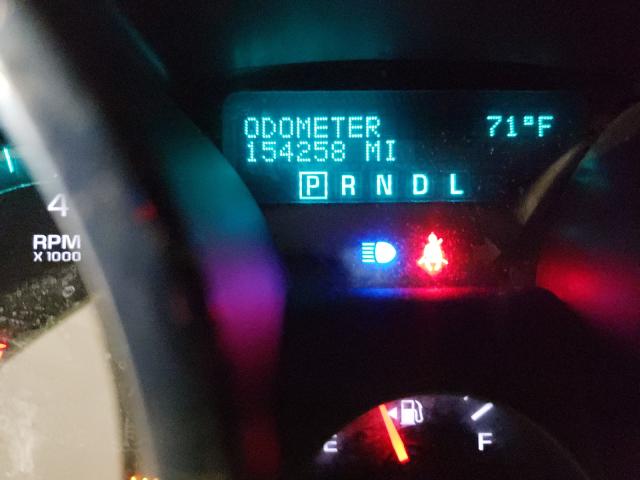 ODOMETER 71°F
154258 MI
P R N D L
4
RPM
X 1000
E F